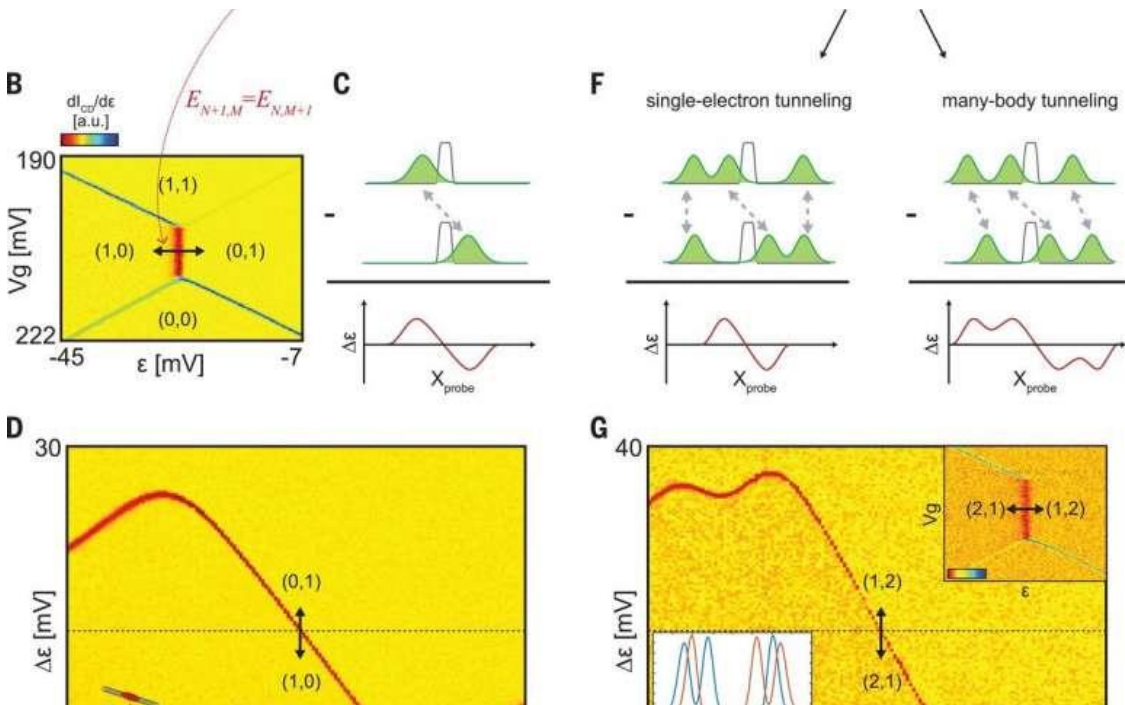 B
dI_CD/dε
[a.u.]
E_{N+1,M}=E_{N,M+1}
190
(1,1)
Vg [mV]
(1,0)
(0,1)
(0,0)
222
-45
ε [mV]
-7
C
-
Δε
X_probe
F
single-electron tunneling
many-body tunneling
-
-
Δε
X_probe
Δε
X_probe
D
30
Δε [mV]
(0,1)
(1,0)
G
40
Δε [mV]
Vg
(2,1)
(1,2)
ε
(1,2)
(2,1)